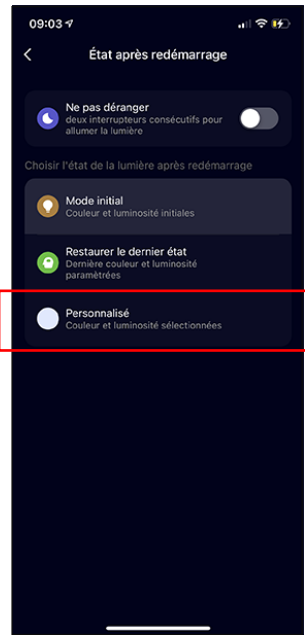 09:03
État après redémarrage
Ne pas déranger
deux interrupteurs consécutifs pour
allumer la lumière
Choisir l'état de la lumière après redémarrage
Mode initial
Couleur et luminosité initiales
Restaurer le dernier état
Dernière couleur et luminosité
paramètrées
Personnalisé
Couleur et luminosité sélectionnées